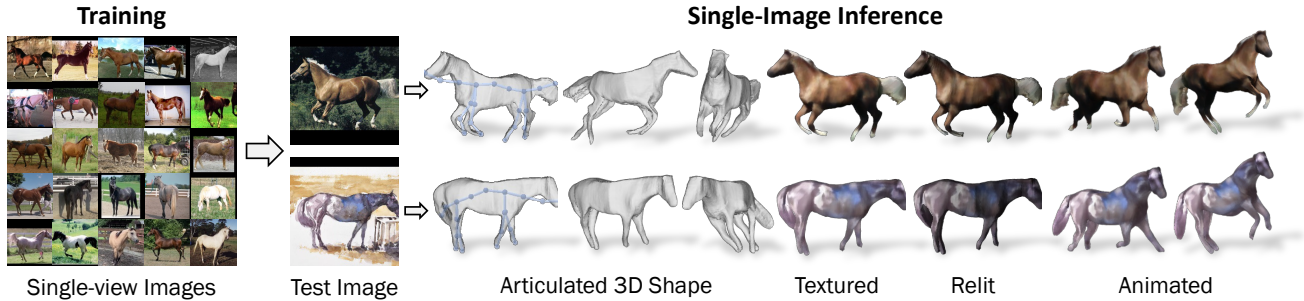 Training
Single-Image Inference
Single-view Images
Test Image
Articulated 3D Shape
Textured
Relit
Animated